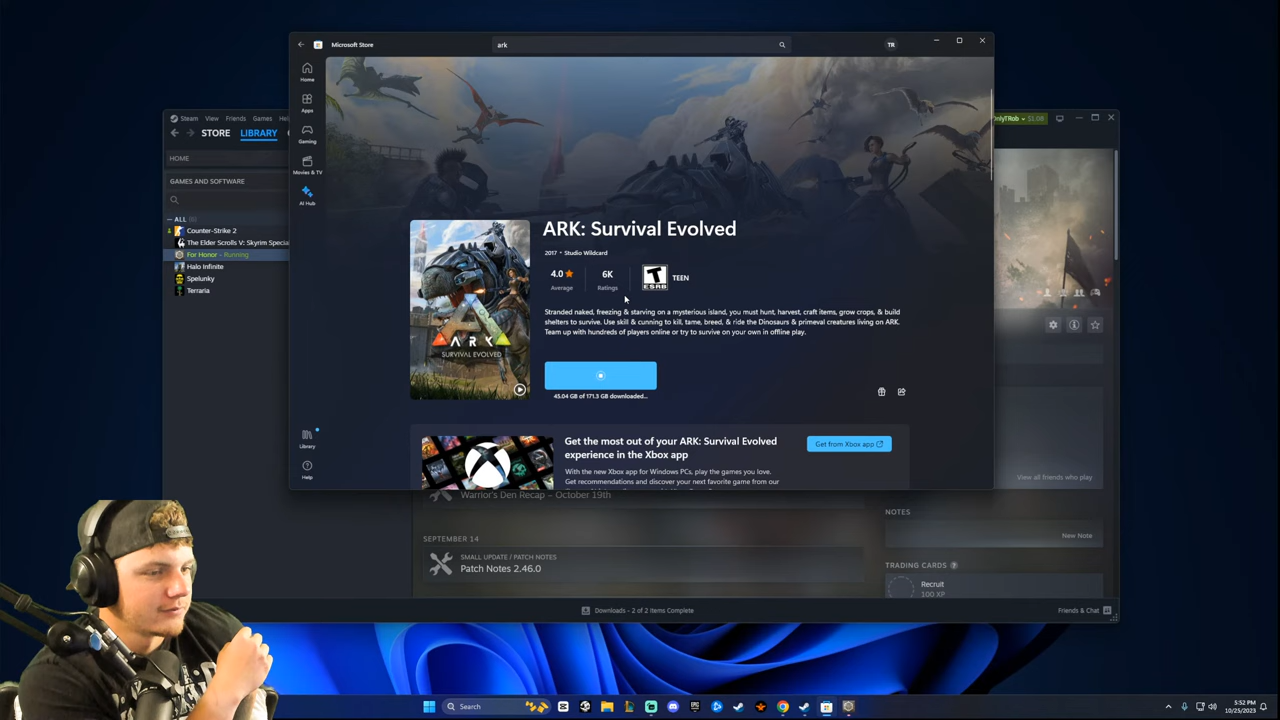 Microsoft Store
ark
TR
Home
Apps
Gaming
Movies & TV
AI Hub
Library
Help
ARK: Survival Evolved
2017 • Studio Wildcard
4.0
Average
6K
Ratings
T
ESRB
TEEN
Stranded naked, freezing & starving on a mysterious island, you must hunt, harvest, craft items, grow crops, & build
shelters to survive. Use skill & cunning to kill, tame, breed, & ride the Dinosaurs & primeval creatures living on ARK.
Team up with hundreds of players online or try to survive on your own in offline play.
45.04 GB of 171.3 GB downloaded...
ARK
SURVIVAL EVOLVED
Get the most out of your ARK: Survival Evolved
experience in the Xbox app
With the new Xbox app for Windows PCs, play the games you love.
Get recommendations and discover your next favorite game from our
Get from Xbox app
Steam View Friends Games
STORE LIBRARY
$1.08
HOME
GAMES AND SOFTWARE
ALL
Counter-Strike 2
The Elder Scrolls V: Skyrim Special
For Honor - Running
Halo Infinite
Spelunky
Terraria
Warrior's Den Recap – October 19th
SEPTEMBER 14
SMALL UPDATE / PATCH NOTES
Patch Notes 2.46.0
View all friends who play
NOTES
New Note
TRADING CARDS
Recruit
100 XP
Downloads - 2 of 2 Items Complete
Friends & Chat
Search
5:52 PM
10/25/2023